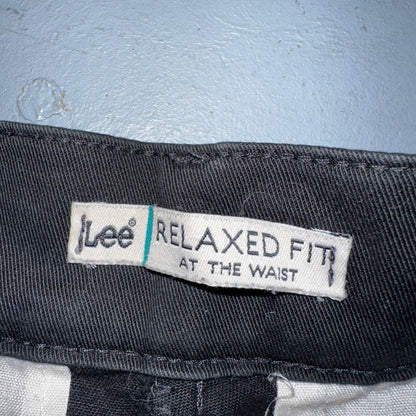 Lee®
RELAXED FIT
AT THE WAIST